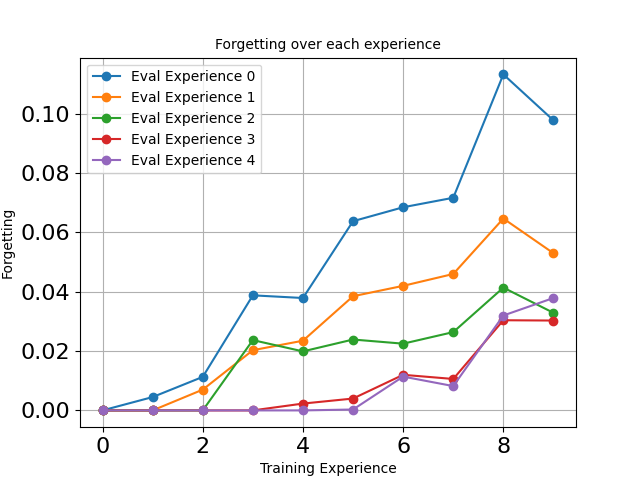 Forgetting over each experience
Eval Experience 0
Eval Experience 1
Eval Experience 2
Eval Experience 3
Eval Experience 4
0.10
0.08
0.06
0.04
0.02
0.00
Forgetting
0 2 4 6 8
Training Experience